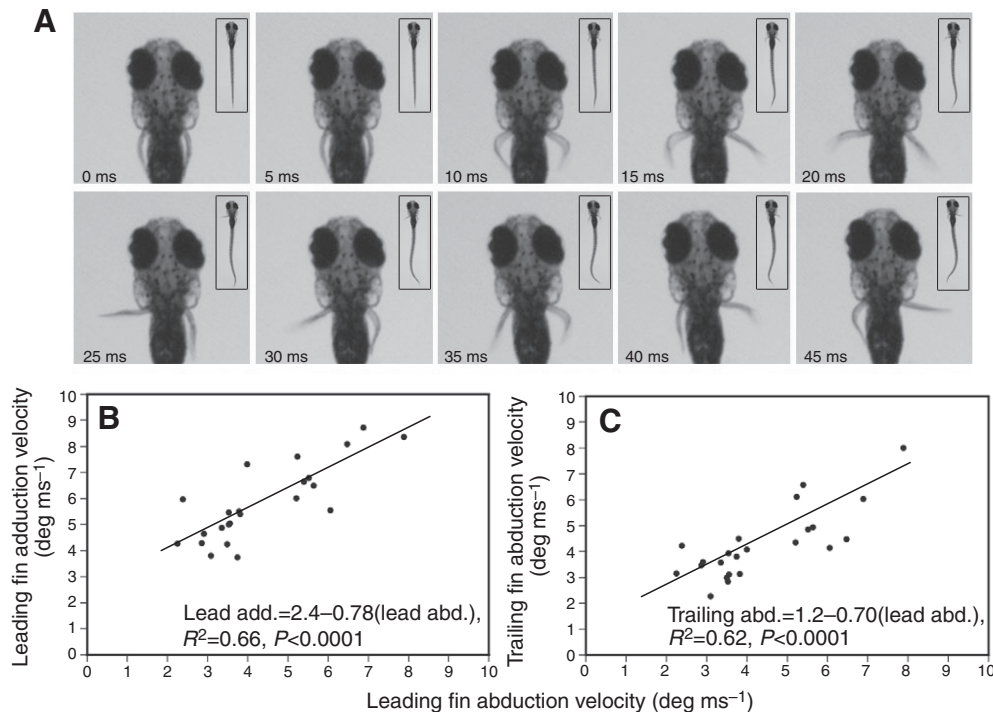 A
0 ms
5 ms
10 ms
15 ms
20 ms
25 ms
30 ms
35 ms
40 ms
45 ms
B
Leading fin adduction velocity
(deg ms–1)
10
9
8
7
6
5
4
3
2
1
0
Lead add.=2.4–0.78(lead abd.),
R2=0.66, P<0.0001
0 1 2 3 4 5 6 7 8 9 10
C
Trailing fin abduction velocity
(deg ms–1)
10
9
8
7
6
5
4
3
2
1
0
Trailing abd.=1.2–0.70(lead abd.),
R2=0.62, P<0.0001
0 1 2 3 4 5 6 7 8 9 10
Leading fin abduction velocity (deg ms–1)